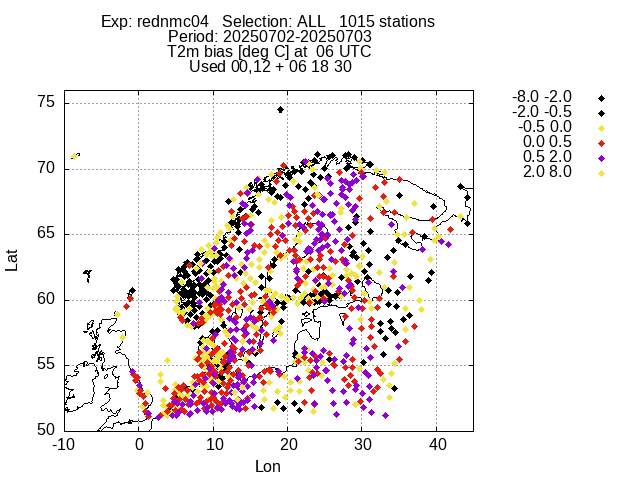 Exp: rednmc04   Selection: ALL   1015 stations
Period: 20250702-20250703
T2m bias [deg C] at  06 UTC
Used 00,12 + 06 18 30
-8.0 -2.0
-2.0 -0.5
-0.5 0.0
0.0 0.5
0.5 2.0
2.0 8.0
75
70
65
60
55
50
Lat
-10 0 10 20 30 40
Lon